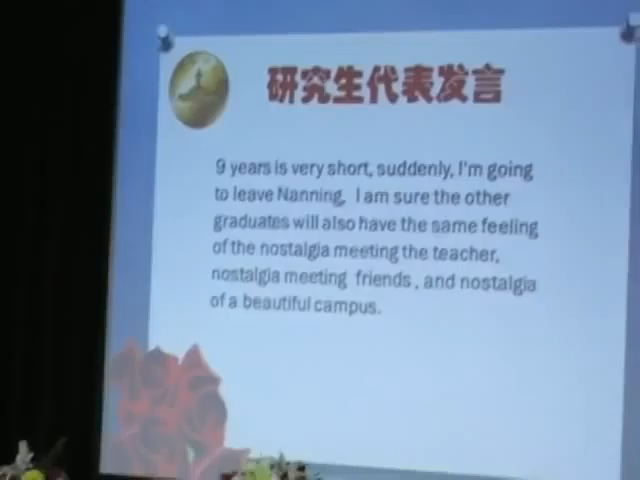 研究生代表发言
9 years is very short, suddenly, I'm going
to leave Nanning, I am sure the other
graduates will also have the same feeling
of the nostalgia meeting the teacher,
nostalgia meeting friends, and nostalgia
of a beautiful campus.